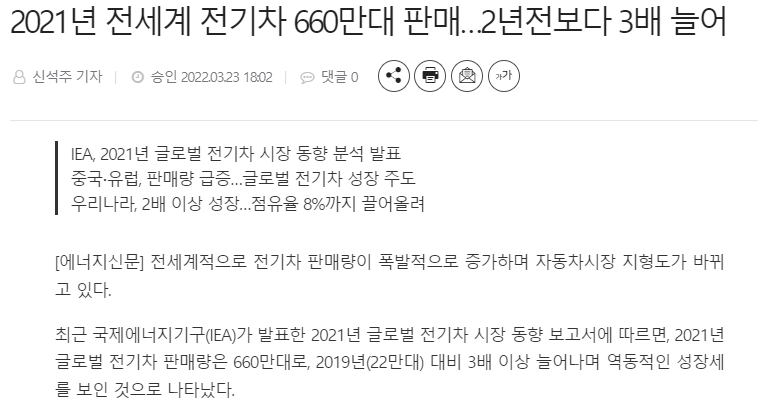 2021년 전세계 전기차 660만대 판매...2년전보다 3배 늘어
신석주 기자 승인 2022.03.23 18:02 댓글 0 가가
IEA, 2021년 글로벌 전기차 시장 동향 분석 발표
중국·유럽, 판매량 급증...글로벌 전기차 성장 주도
우리나라, 2배 이상 성장...점유율 8%까지 끌어올려
[에너지신문] 전세계적으로 전기차 판매량이 폭발적으로 증가하며 자동차시장 지형도가 바뀌
고 있다.
최근 국제에너지기구(IEA)가 발표한 2021년 글로벌 전기차 시장 동향 보고서에 따르면, 2021년
글로벌 전기차 판매량은 660만대로, 2019년(22만대) 대비 3배 이상 늘어나며 역동적인 성장세
를 보인 것으로 나타났다.